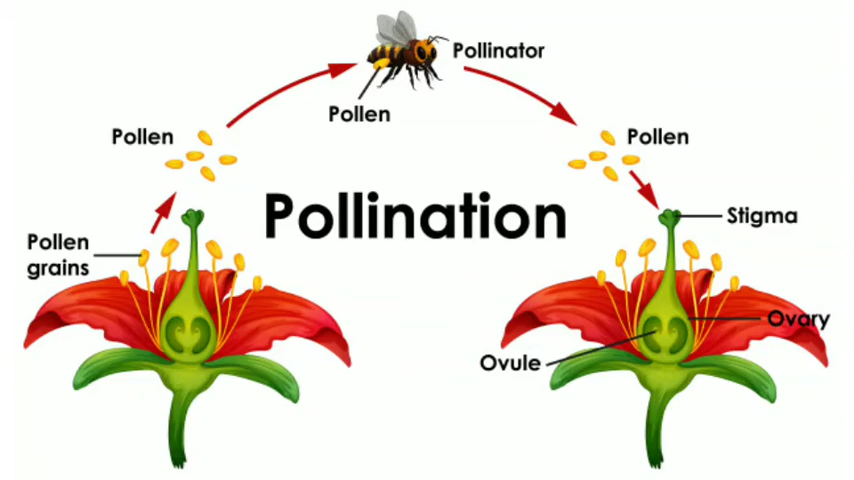 Pollinator
Pollen
Pollen
Pollen
Pollination
Stigma
Pollen
grains
Ovary
Ovule